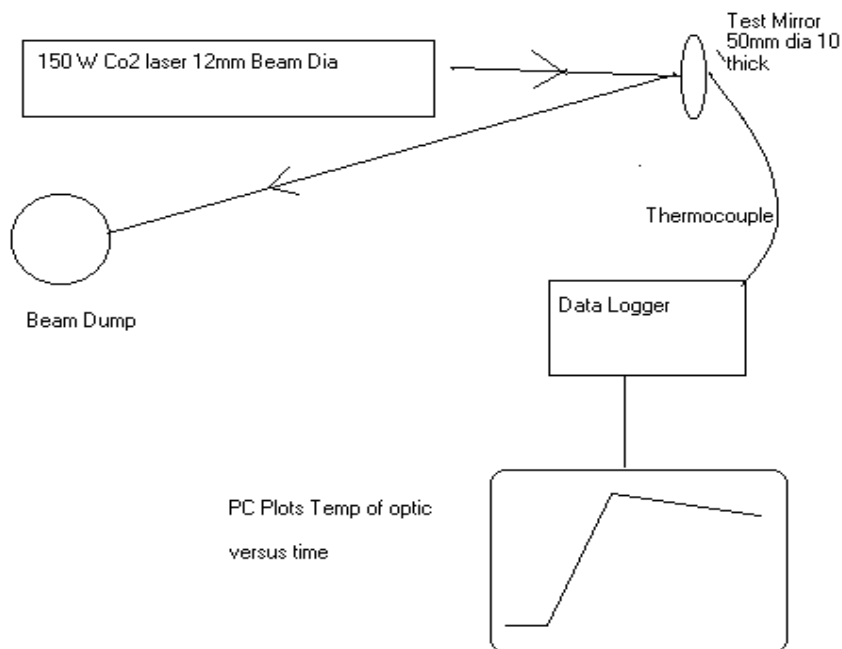 150 W Co2 laser 12mm Beam Dia
Test Mirror
50mm dia 10
thick
Thermocouple
Beam Dump
Data Logger
PC Plots Temp of optic
versus time